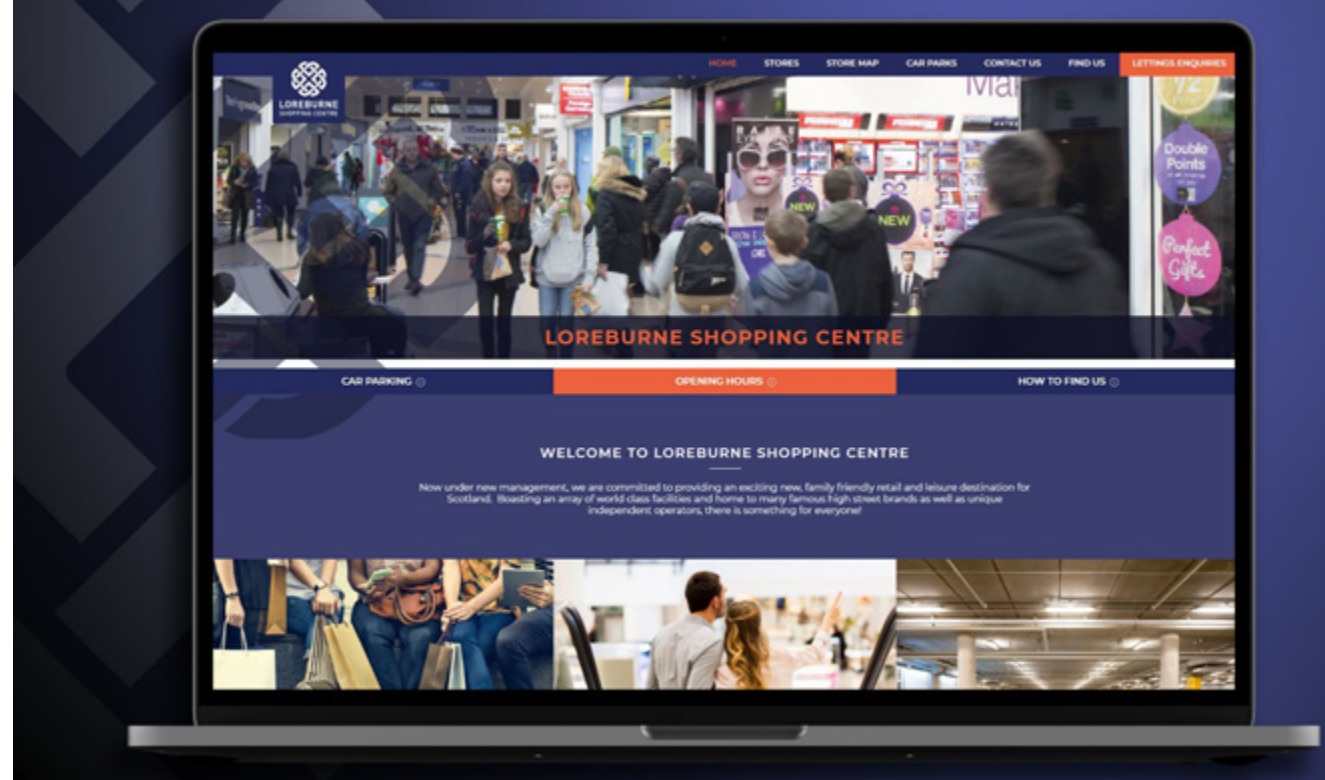 HOME STORES STORE MAP CAR PARKS CONTACT US FIND US LETTINGS ENQUIRIES
LOREBURNE
SHOPPING CENTRE
Double
Points
NEW
NEW
Perfect
Gifts
LOREBURNE SHOPPING CENTRE
CAR PARKING OPENING HOURS HOW TO FIND US
WELCOME TO LOREBURNE SHOPPING CENTRE
Now under new management, we are committed to providing an exciting new, family friendly retail and leisure destination for
Scotland. Boasting an array of world class facilities and home to many famous high street brands as well as unique
independent operators, there is something for everyone!